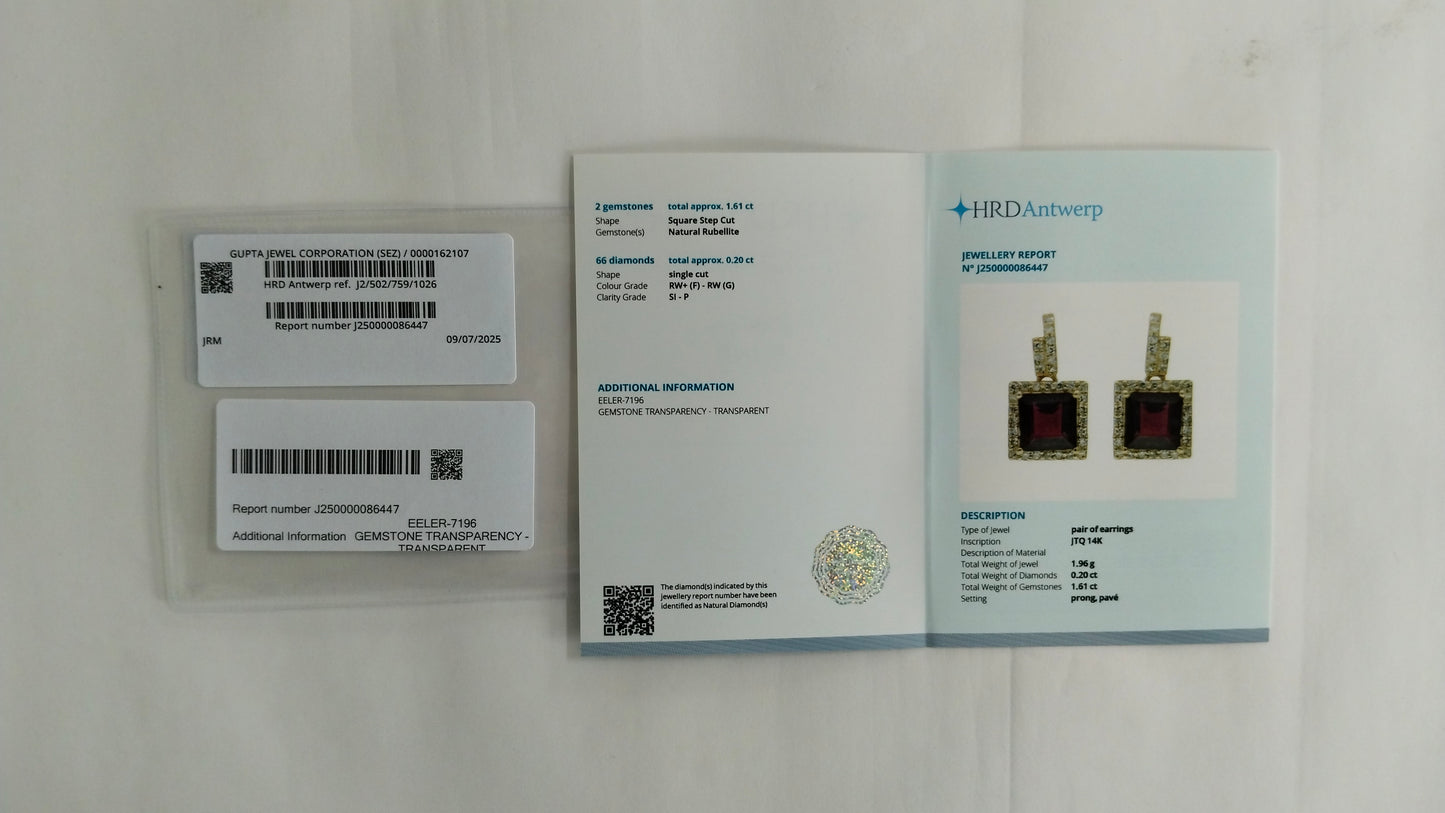 GUPTA JEWEL CORPORATION (SEZ) / 0000162107
HRD Antwerp ref. J2/502/759/1026
Report number J250000086447
JRM
09/07/2025
Report number J250000086447
EELER-7196
Additional Information GEMSTONE TRANSPARENCY -
TRANSPARENT
2 gemstones total approx. 1.61 ct
Shape Square Step Cut
Gemstone(s) Natural Rubellite
66 diamonds total approx. 0.20 ct
Shape single cut
Colour Grade RW+ (F) - RW (G)
Clarity Grade SI - P
ADDITIONAL INFORMATION
EELER-7196
GEMSTONE TRANSPARENCY - TRANSPARENT
The diamond(s) indicated by this
jewellery report number have been
identified as Natural Diamond(s)
HRD Antwerp
JEWELLERY REPORT
N° J250000086447
DESCRIPTION
Type of Jewel pair of earrings
Inscription JTQ 14K
Description of Material
Total Weight of Jewel 1.96 g
Total Weight of Diamonds 0.20 ct
Total Weight of Gemstones 1.61 ct
Setting prong, pavé